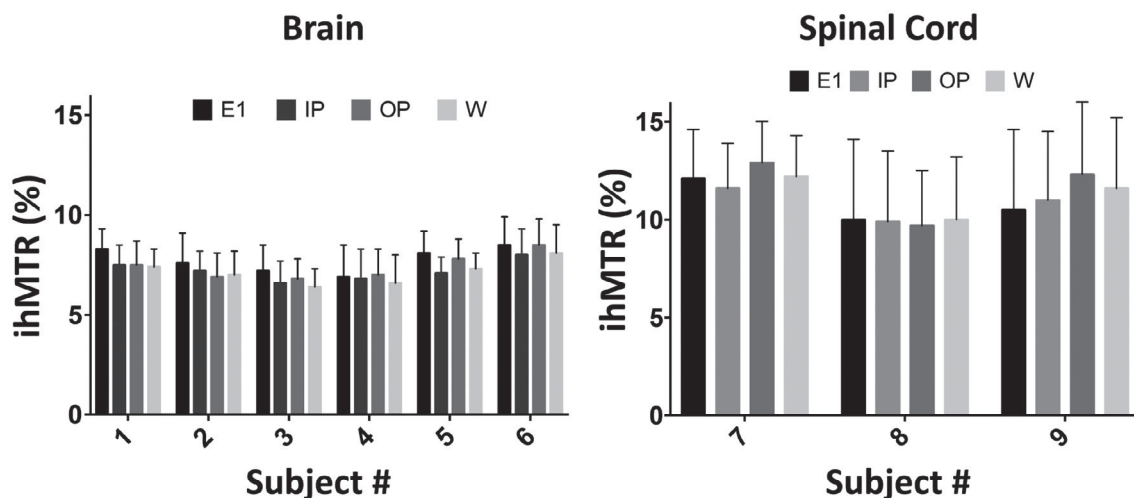 Brain
E1 IP OP W
15
10
5
0
ihMTR (%)
1 2 3 4 5 6
Subject #
Spinal Cord
E1 IP OP W
15
10
5
0
ihMTR (%)
7 8 9
Subject #